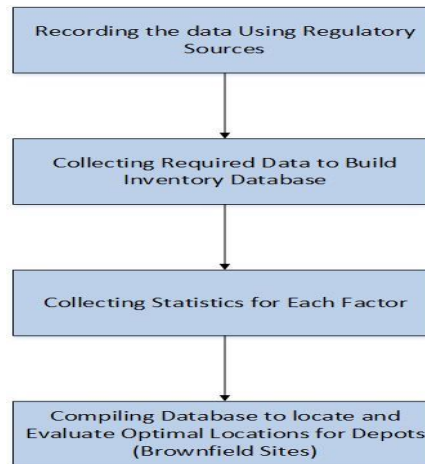 Recording the data Using Regulatory
Sources
Collecting Required Data to Build
Inventory Database
Collecting Statistics for Each Factor
Compiling Database to locate and
Evaluate Optimal Locations for Depots
(Brownfield Sites)